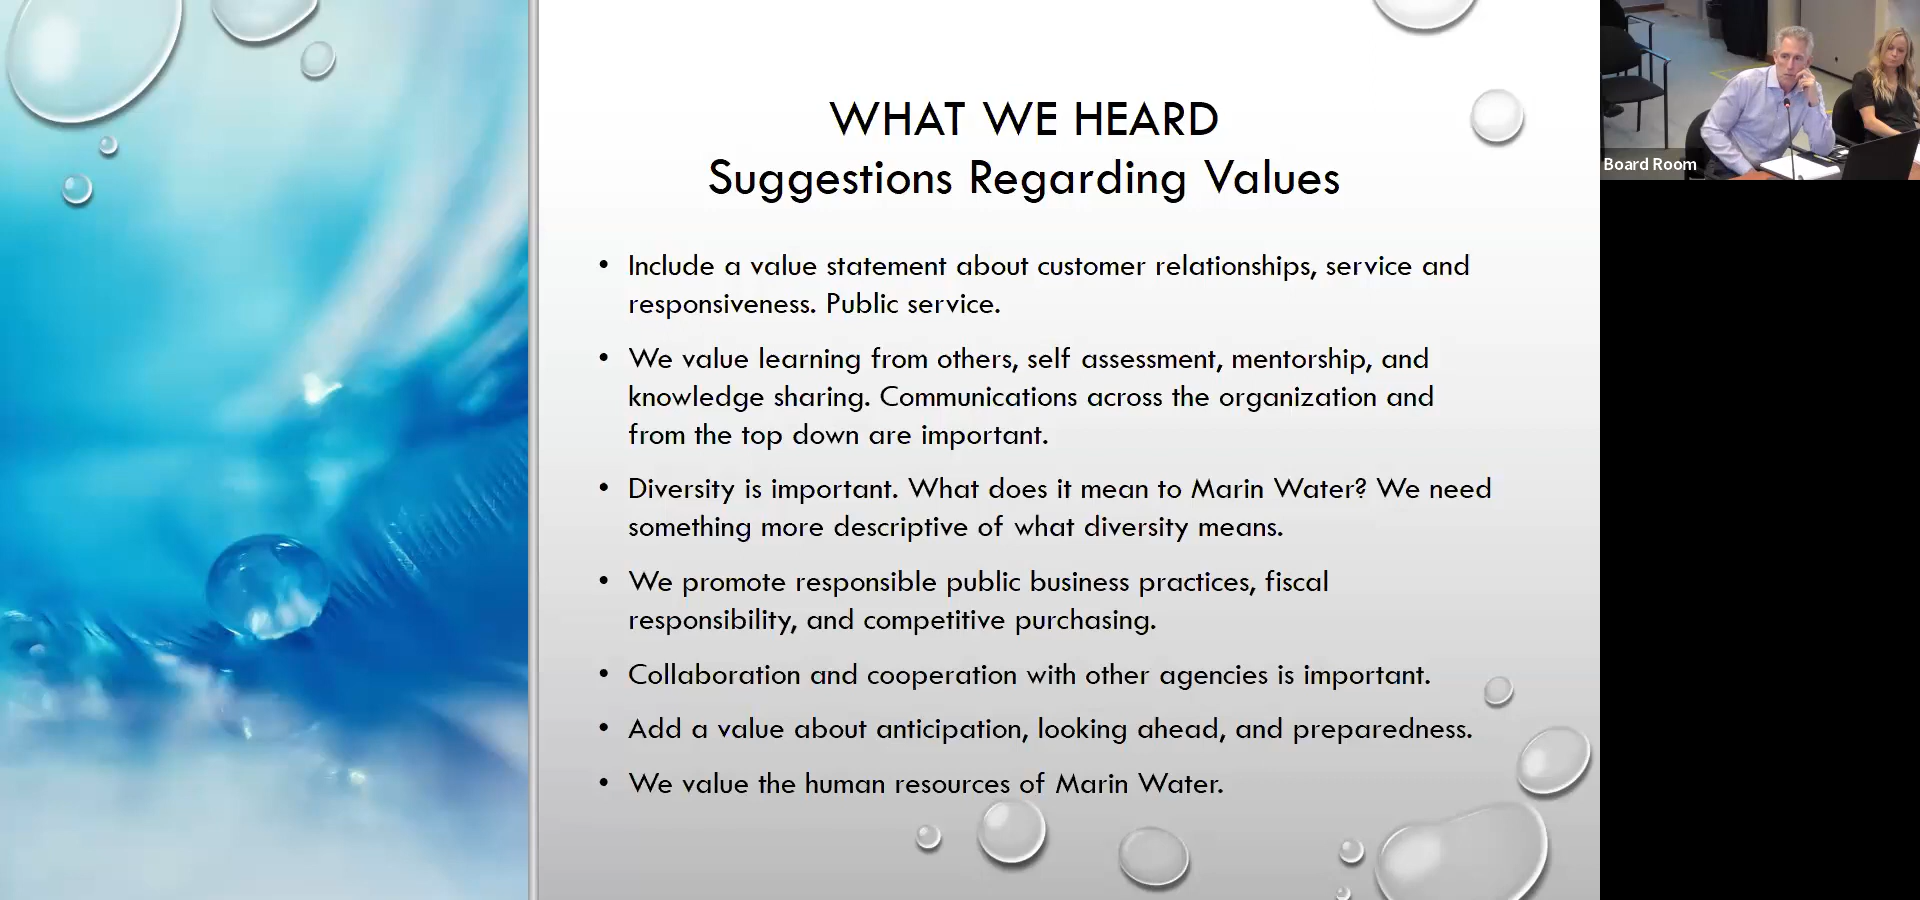 WHAT WE HEARD
Suggestions Regarding Values
• Include a value statement about customer relationships, service and
responsiveness. Public service.
• We value learning from others, self assessment, mentorship, and
knowledge sharing. Communications across the organization and
from the top down are important.
• Diversity is important. What does it mean to Marin Water? We need
something more descriptive of what diversity means.
• We promote responsible public business practices, fiscal
responsibility, and competitive purchasing.
• Collaboration and cooperation with other agencies is important.
• Add a value about anticipation, looking ahead, and preparedness.
• We value the human resources of Marin Water.
Board Room